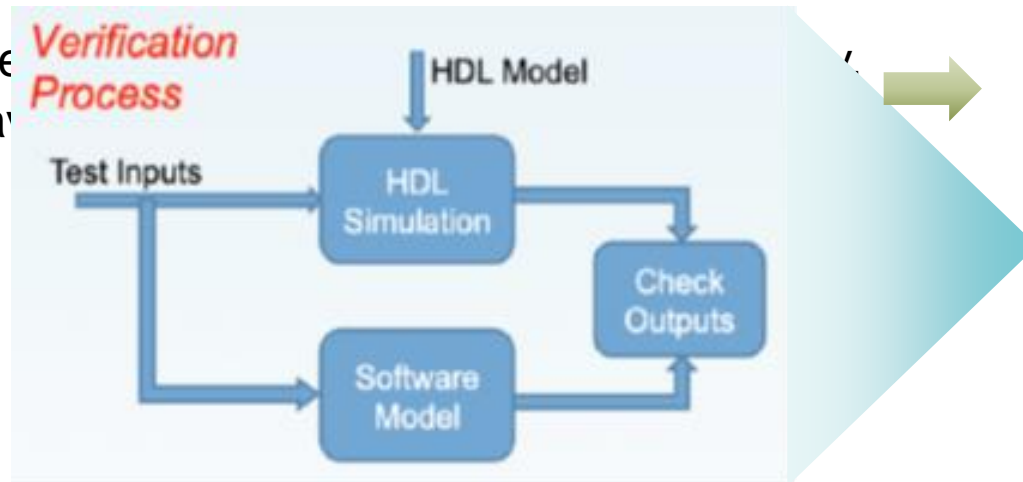 Verification
Process
HDL Model
Test Inputs
HDL
Simulation
Check
Outputs
Software
Model